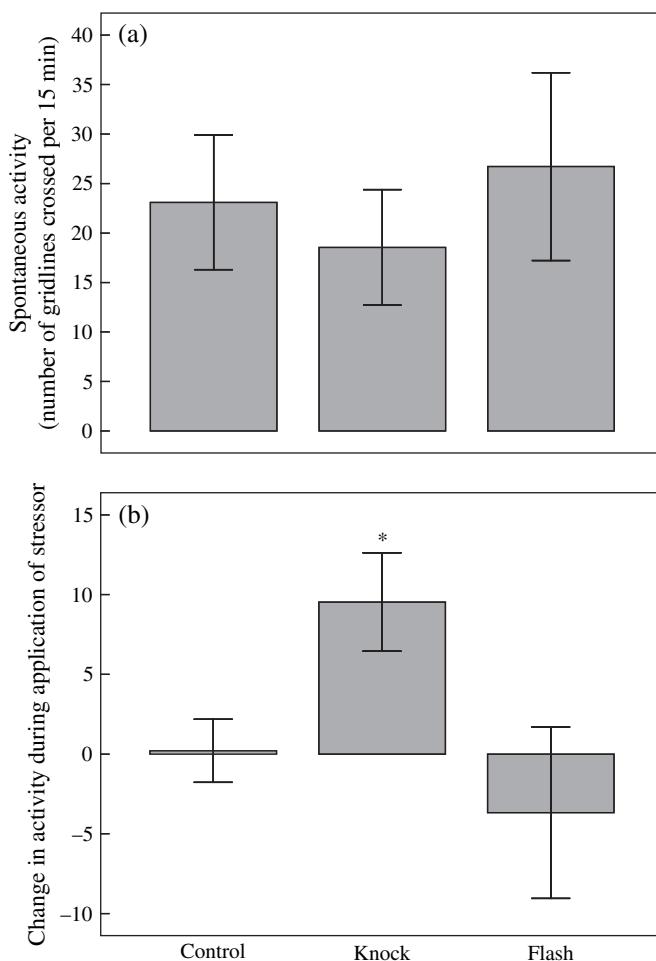 (a)
Spontaneous activity
(number of gridlines crossed per 15 min)
40
35
30
25
20
15
10
5
0
(b)
Change in activity during application of stressor
15
*
10
5
0
−5
−10
Control Knock Flash